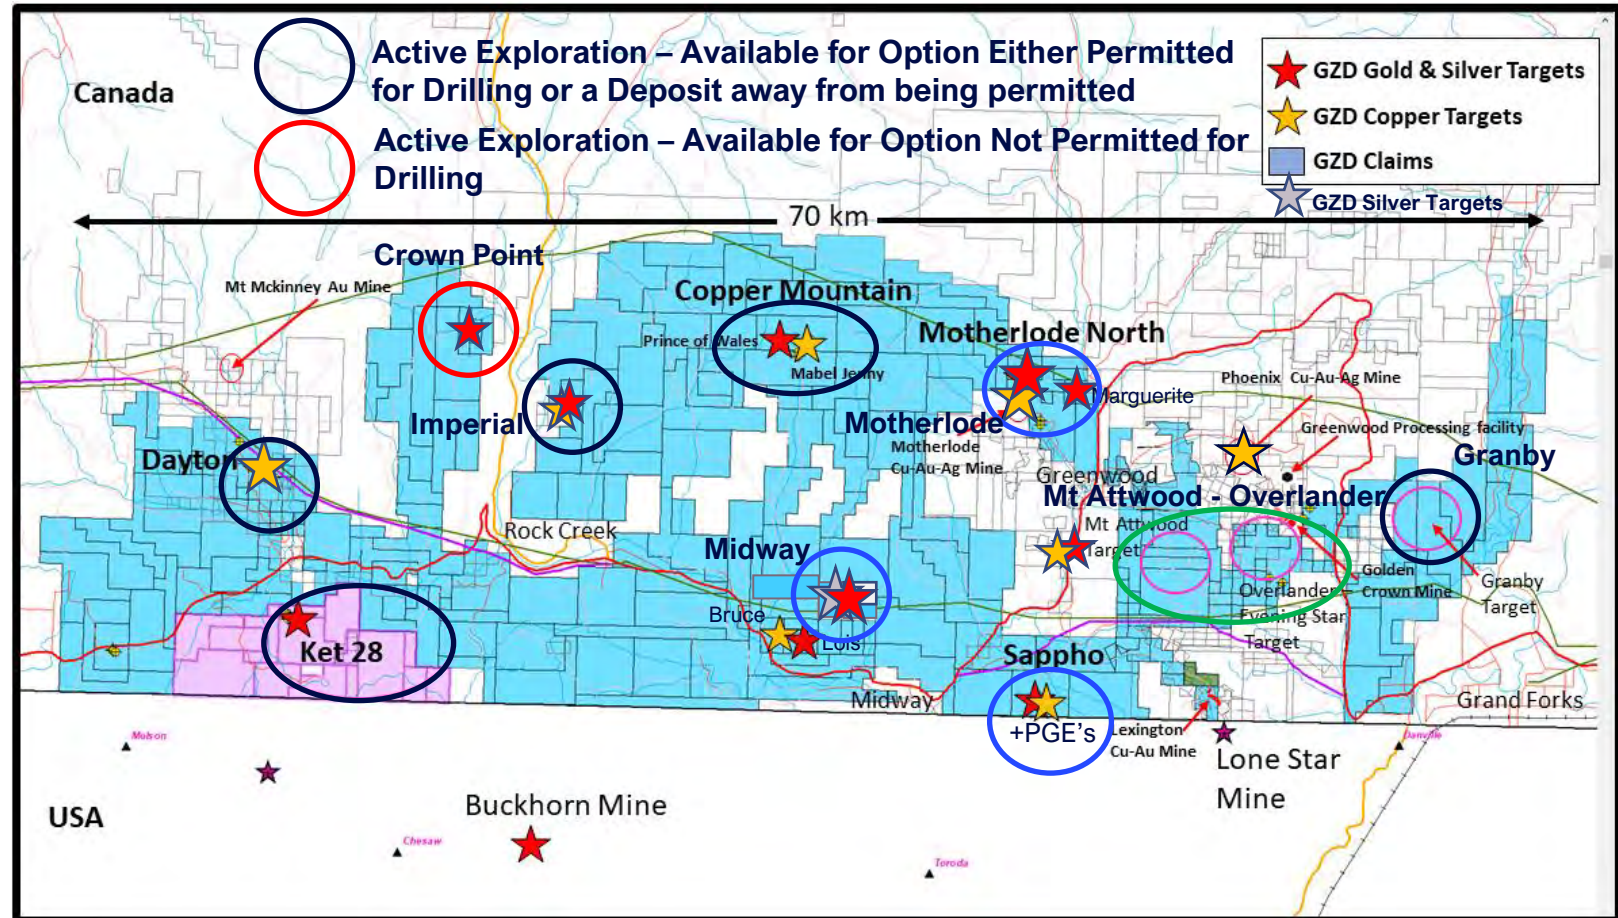 Active Exploration – Available for Option Either Permitted
for Drilling or a Deposit away from being permitted
Active Exploration – Available for Option Not Permitted for
Drilling
Canada
GZD Gold & Silver Targets
GZD Copper Targets
GZD Claims
GZD Silver Targets
70 km
Crown Point
Mt Mckinney Au Mine
Copper Mountain
Prince of Wales
Mabel Jenny
Motherlode North
Marguerite
Phoenix Cu-Au-Ag Mine
Greenwood Processing facility
Imperial
Motherlode
Motherlode
Cu-Au-Ag Mine
Greenwood
Granby
Dayton
Mt Attwood - Overlander
Mt Attwood
Target
Rock Creek
Midway
Golden
Crown Mine
Granby
Target
Overlander –
Evening Star
Target
Bruce
Lois
Ket 28
Sappho
Midway
+PGE's
Lexington
Cu-Au Mine
Grand Forks
Molson
Danville
Lone Star
Mine
USA
Buckhorn Mine
Chesaw
Toroda